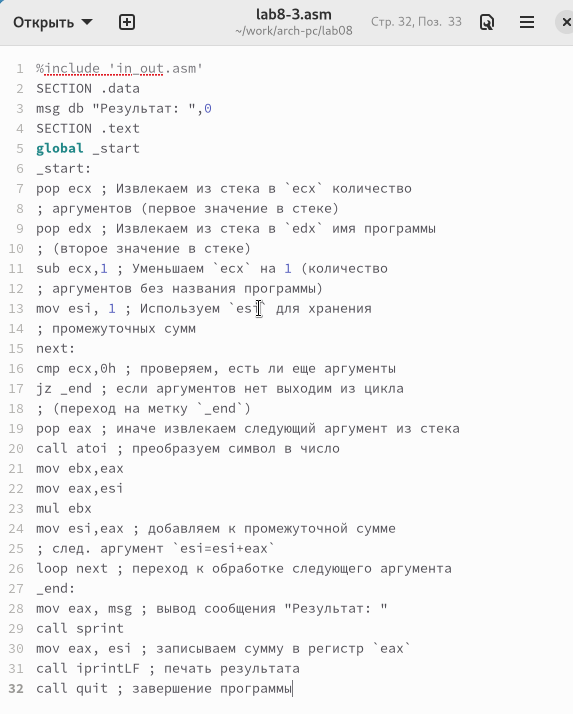 Открыть
lab8-3.asm
~/work/arch-pc/lab08
Стр. 32, Поз. 33
1 %include 'in_out.asm'
2 SECTION .data
3 msg db "Результат: ",0
4 SECTION .text
5 global _start
6 _start:
7 pop ecx ; Извлекаем из стека в `ecx` количество
8 ; аргументов (первое значение в стеке)
9 pop edx ; Извлекаем из стека в `edx` имя программы
10 ; (второе значение в стеке)
11 sub ecx,1 ; Уменьшаем `ecx` на 1 (количество
12 ; аргументов без названия программы)
13 mov esi, 1 ; Используем `esi` для хранения
14 ; промежуточных сумм
15 next:
16 cmp ecx,0h ; проверяем, есть ли еще аргументы
17 jz _end ; если аргументов нет выходим из цикла
18 ; (переход на метку `_end`)
19 pop eax ; иначе извлекаем следующий аргумент из стека
20 call atoi ; преобразуем символ в число
21 mov ebx,eax
22 mov eax,esi
23 mul ebx
24 mov esi,eax ; добавляем к промежуточной сумме
25 ; след. аргумент `esi=esi+eax`
26 loop next ; переход к обработке следующего аргумента
27 _end:
28 mov eax, msg ; вывод сообщения "Результат: "
29 call sprint
30 mov eax, esi ; записываем сумму в регистр `eax`
31 call iprintLF ; печать результата
32 call quit ; завершение программы